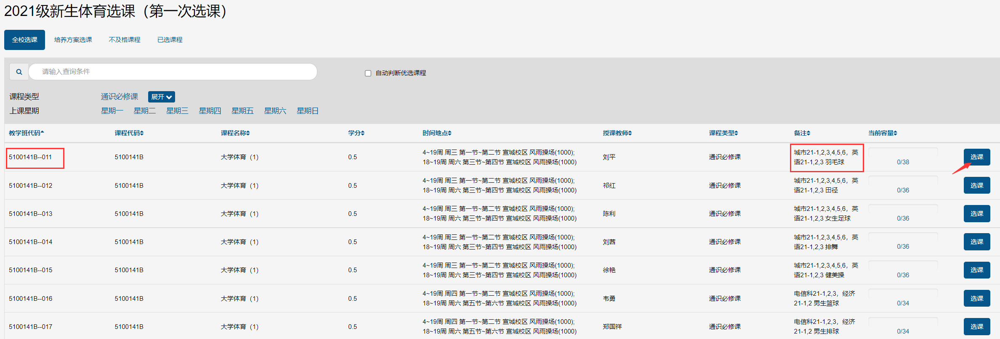 2021级新生体育选课（第一次选课）
全校选课 培养方案选课 不及格课程 已选课程
请输入查询条件 自动判断优选课程
课程类型 通识必修课 展开
上课星期 星期一 星期二 星期三 星期四 星期五 星期六 星期日
教学班代码 课程代码 课程名称 学分 时间地点 授课教师 课程类型 备注 当前容量
4~19周 周三 第一节~第二节 宣城校区 风雨操场(1000); 城市21-1,2,3,4,5,6，英
5100141B--011 5100141B 大学体育（1） 0.5 刘平 通识必修课 选课
18~19周 周六 第三节~第四节 宣城校区 风雨操场(1000) 语21-1,2,3 羽毛球 0/38
4~19周 周三 第一节~第二节 宣城校区 风雨操场(1000); 城市21-1,2,3,4,5,6，英
5100141B--012 5100141B 大学体育（1） 0.5 祁红 通识必修课 选课
18~19周 周六 第三节~第四节 宣城校区 风雨操场(1000) 语21-1,2,3 田径 0/36
4~19周 周三 第一节~第二节 宣城校区 风雨操场(1000); 城市21-1,2,3,4,5,6，英
5100141B--013 5100141B 大学体育（1） 0.5 陈利 通识必修课 选课
18~19周 周六 第三节~第四节 宣城校区 风雨操场(1000) 语21-1,2,3 女生足球 0/36
4~19周 周三 第一节~第二节 宣城校区 风雨操场(1000); 城市21-1,2,3,4,5,6，英
5100141B--014 5100141B 大学体育（1） 0.5 刘茜 通识必修课 选课
18~19周 周六 第三节~第四节 宣城校区 风雨操场(1000) 语21-1,2,3 排舞 0/36
4~19周 周三 第一节~第二节 宣城校区 风雨操场(1000); 城市21-1,2,3,4,5,6，英
5100141B--015 5100141B 大学体育（1） 0.5 徐艳 通识必修课 选课
18~19周 周六 第三节~第四节 宣城校区 风雨操场(1000) 语21-1,2,3 健美操 0/36
4~19周 周四 第一节~第二节 宣城校区 风雨操场(1000); 电信科21-1,2,3，经济
5100141B--016 5100141B 大学体育（1） 0.5 韦勇 通识必修课 选课
18~19周 周六 第五节~第六节 宣城校区 风雨操场(1000) 21-1,2 男生篮球 0/34
4~19周 周四 第一节~第二节 宣城校区 风雨操场(1000); 电信科21-1,2,3，经济
5100141B--017 5100141B 大学体育（1） 0.5 郑国祥 通识必修课 选课
18~19周 周六 第五节~第六节 宣城校区 风雨操场(1000) 21-1,2 男生排球 0/34